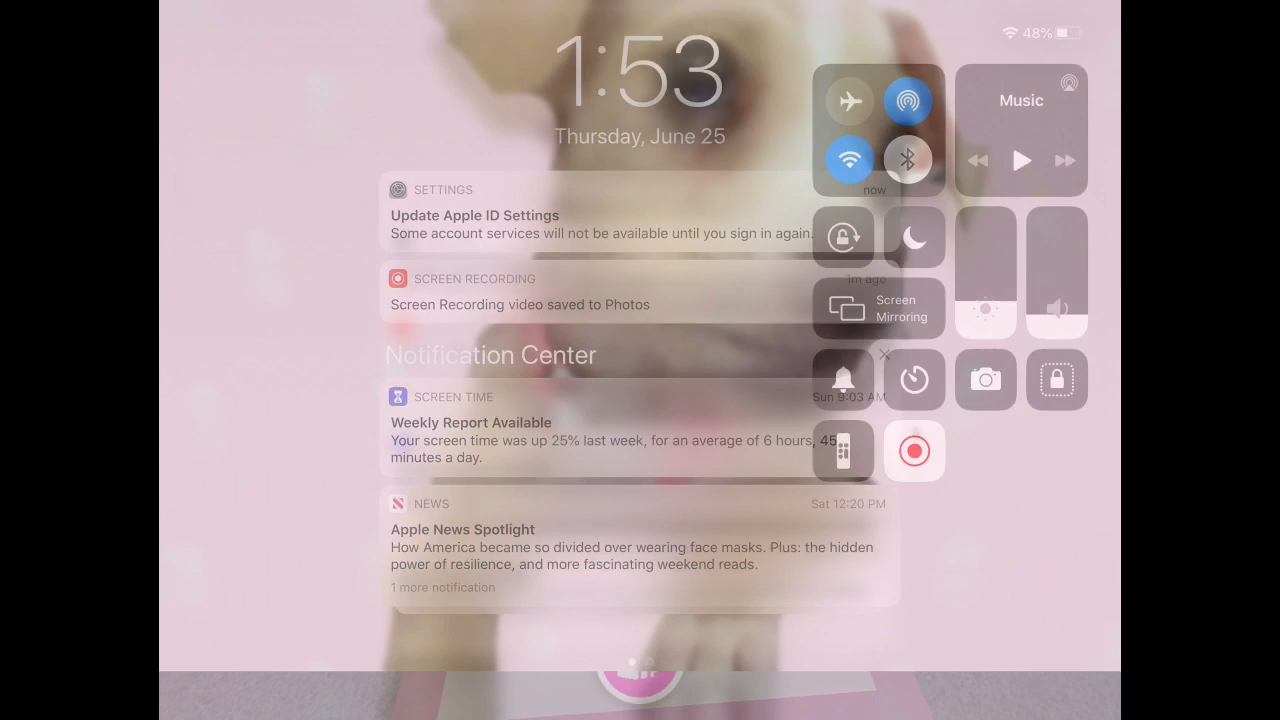 48%
1:53
Thursday, June 25
Music
SETTINGS
now
Update Apple ID Settings
Some account services will not be available until you sign in again.
SCREEN RECORDING
1m ago
Screen Recording video saved to Photos
Screen
Mirroring
Notification Center
SCREEN TIME
Sun 9:03 AM
Weekly Report Available
Your screen time was up 25% last week, for an average of 6 hours, 45
minutes a day.
NEWS
Sat 12:20 PM
Apple News Spotlight
How America became so divided over wearing face masks. Plus: the hidden
power of resilience, and more fascinating weekend reads.
1 more notification